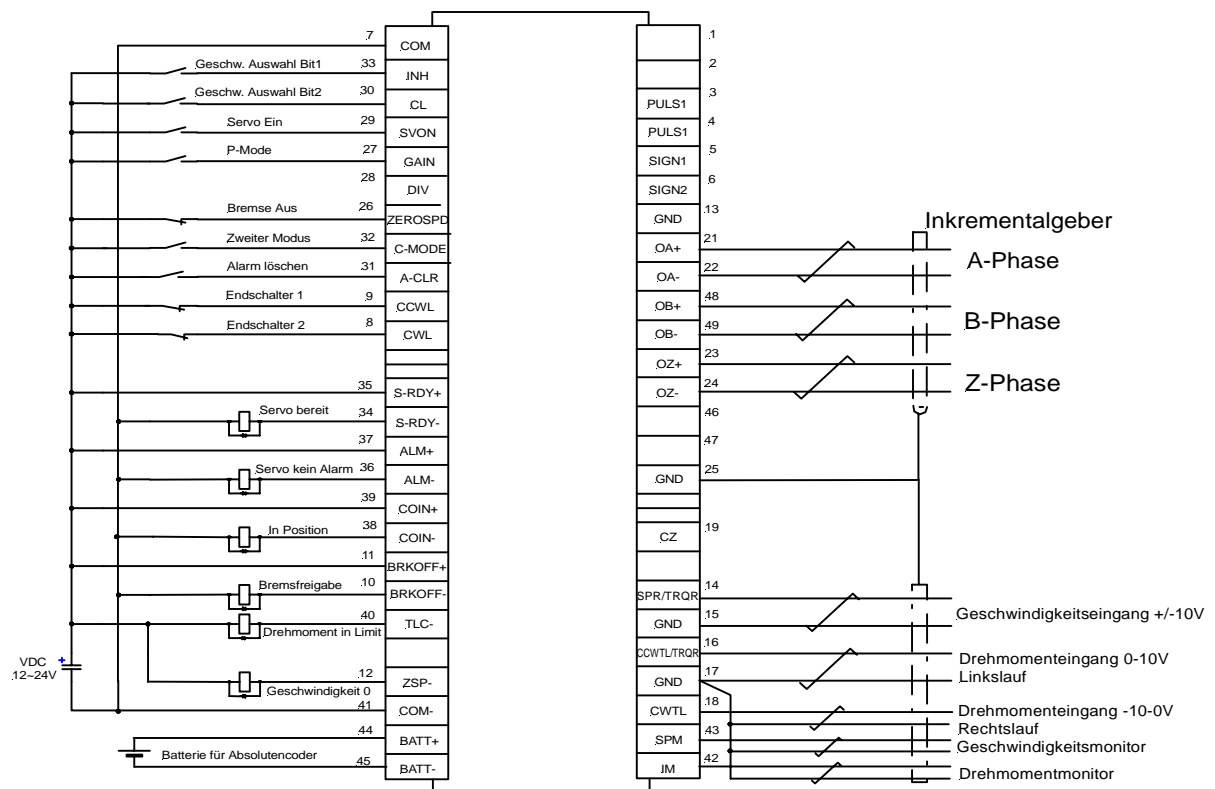 7 COM
Geschw. Auswahl Bit1 33 INH
Geschw. Auswahl Bit2 30 CL
Servo Ein 29 SVON
P-Mode 27 GAIN
28 DIV
Bremse Aus 26 ZEROSPD
Zweiter Modus 32 C-MODE
Alarm löschen 31 A-CLR
Endschalter 1 9 CCWL
Endschalter 2 8 CWL
35 S-RDY+
Servo bereit 34 S-RDY-
37 ALM+
Servo kein Alarm 36 ALM-
39 COIN+
In Position 38 COIN-
11 BRKOFF+
Bremsfreigabe 10 BRKOFF-
40 TLC-
Drehmoment in Limit
VDC
12~24V
+
12 ZSP-
Geschwindigkeit 0
41 COM-
44 BATT+
Batterie für Absolutencoder
45 BATT-
1
2
3
PULS1
4
PULS1
5
SIGN1
6
SIGN2
13
GND
Inkrementalgeber
21
OA+
A-Phase
22
OA-
48
OB+
B-Phase
49
OB-
23
OZ+
Z-Phase
24
OZ-
46
47
25
GND
19
CZ
14
SPR/TRQR
15
GND
Geschwindigkeitseingang +/-10V
16
CCWTL/TRQR
Drehmomenteingang 0-10V
Linkslauf
17
GND
18
CWTL
Drehmomenteingang -10-0V
Rechtslauf
43
SPM
Geschwindigkeitsmonitor
42
IM
Drehmomentmonitor